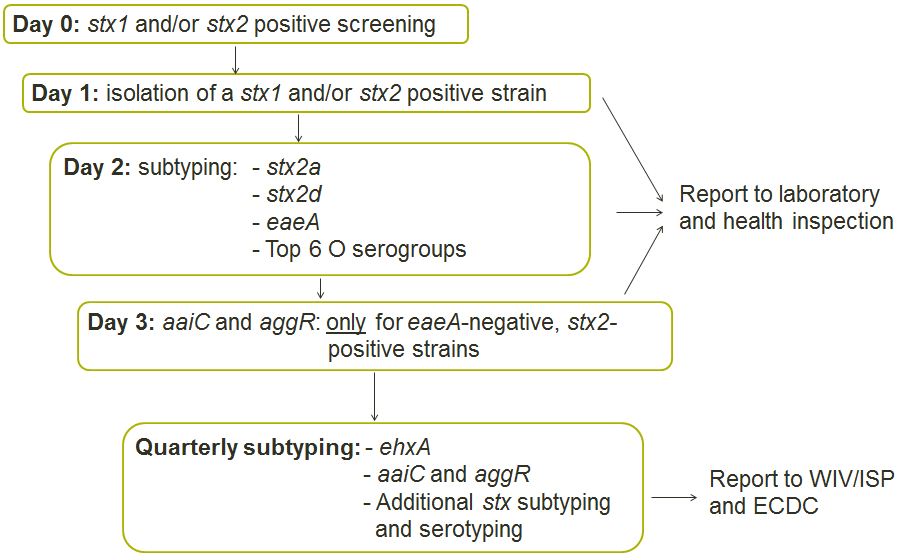 Day 0: stx1 and/or stx2 positive screening
Day 1: isolation of a stx1 and/or stx2 positive strain
Day 2: subtyping: - stx2a
- stx2d
- eaeA
- Top 6 O serogroups
Report to laboratory
and health inspection
Day 3: aaiC and aggR: only for eaeA-negative, stx2-
positive strains
Quarterly subtyping: - ehxA
- aaiC and aggR
- Additional stx subtyping
and serotyping
Report to WIV/ISP
and ECDC